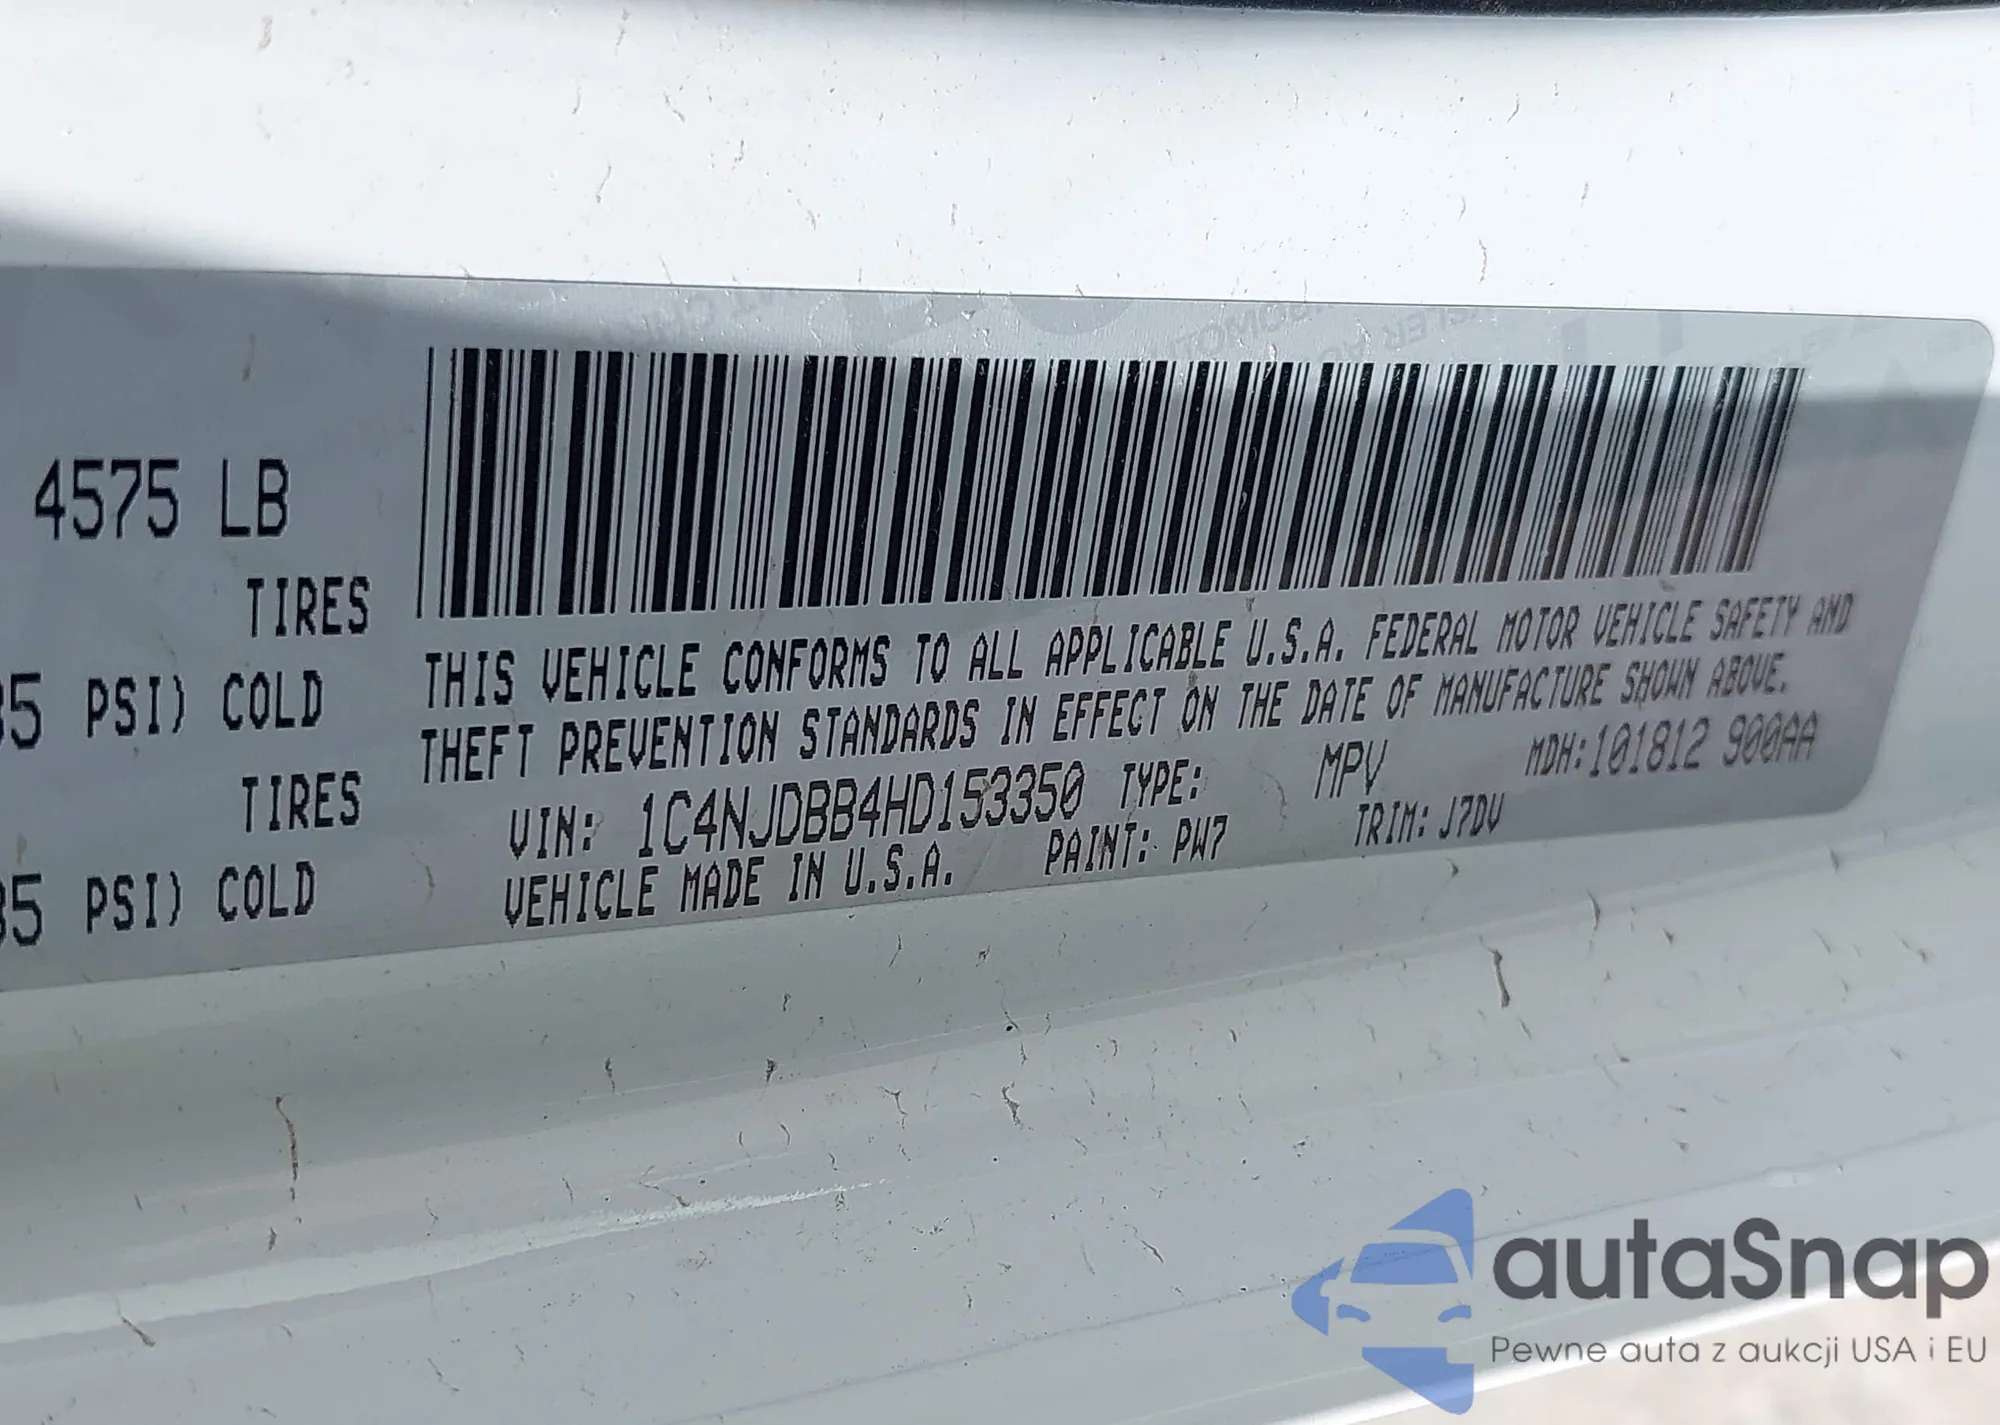 4575 LB
TIRES
35 PSI) COLD
TIRES
35 PSI) COLD
THIS VEHICLE CONFORMS TO ALL APPLICABLE U.S.A. FEDERAL MOTOR VEHICLE SAFETY AND
THEFT PREVENTION STANDARDS IN EFFECT ON THE DATE OF MANUFACTURE SHOWN ABOVE.
VIN: 1C4NJDBB4HD153350 TYPE: MPV MDH:101812 900AA
VEHICLE MADE IN U.S.A. PAINT: PW7 TRIM: J7DV
autaSnap
Pewne auta z aukcji USA i EU